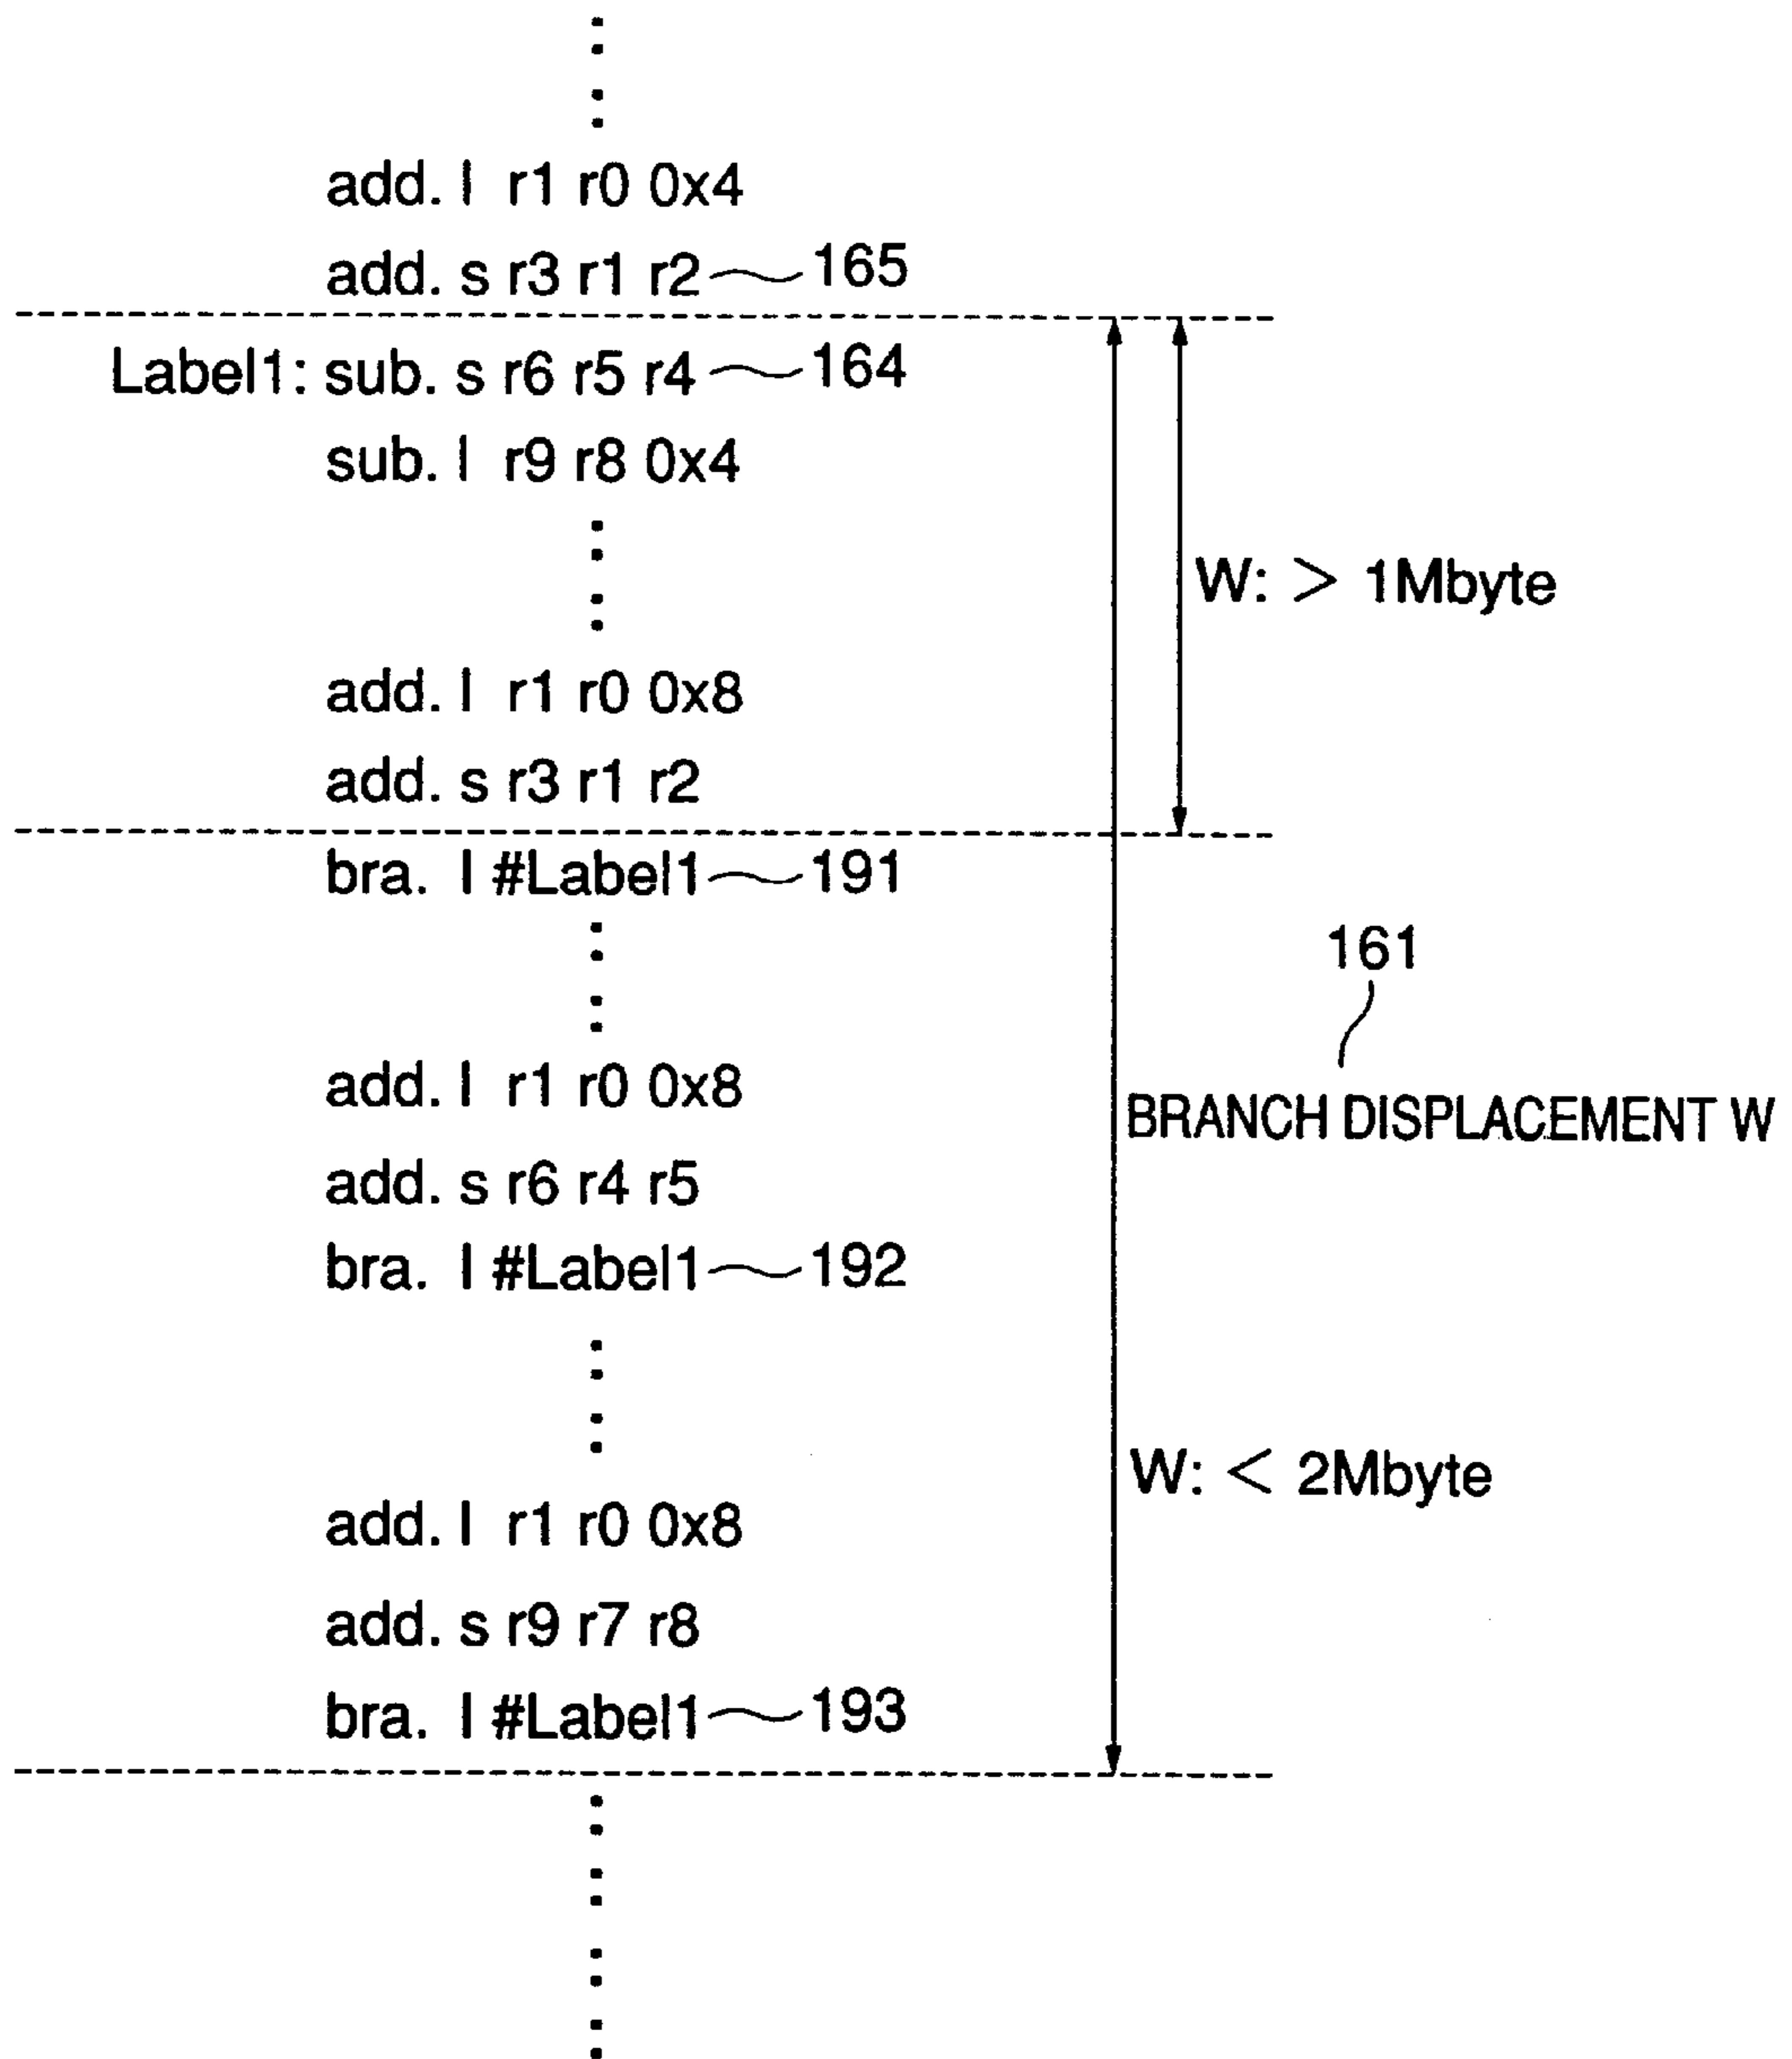 add. l r1 r0 0x4
add. s r3 r1 r2 165
Label1: sub. s r6 r5 r4 164
sub. l r9 r8 0x4
W: > 1Mbyte
add. l r1 r0 0x8
add. s r3 r1 r2
bra. l #Label1 191
161
add. l r1 r0 0x8
BRANCH DISPLACEMENT W
add. s r6 r4 r5
bra. l #Label1 192
W: < 2Mbyte
add. l r1 r0 0x8
add. s r9 r7 r8
bra. l #Label1 193